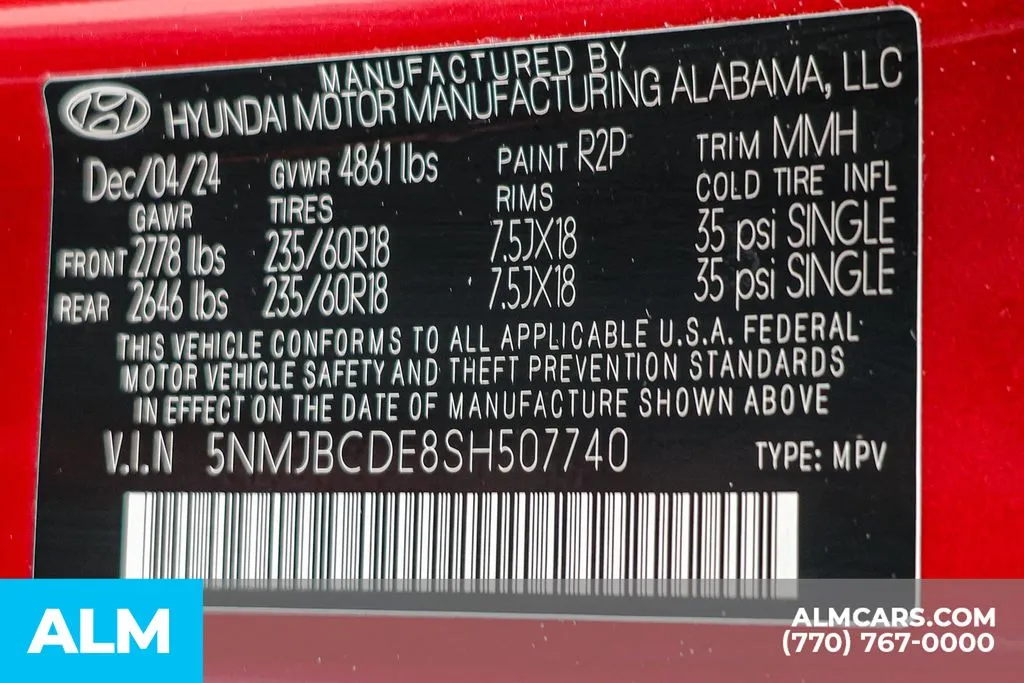 MANUFACTURED BY
HYUNDAI MOTOR MANUFACTURING ALABAMA, LLC
Dec/04/24 GVWR 4861 lbs PAINT R2P TRIM MMH
GAWR TIRES RIMS COLD TIRE INFL
FRONT 2778 lbs 235/60R18 7.5JX18 35 psi SINGLE
REAR 2646 lbs 235/60R18 7.5JX18 35 psi SINGLE
THIS VEHICLE CONFORMS TO ALL APPLICABLE U.S.A. FEDERAL
MOTOR VEHICLE SAFETY AND THEFT PREVENTION STANDARDS
IN EFFECT ON THE DATE OF MANUFACTURE SHOWN ABOVE
V.I.N 5NMJBCDE8SH507740 TYPE: MPV
ALM
ALMCARS.COM
(770) 767-0000